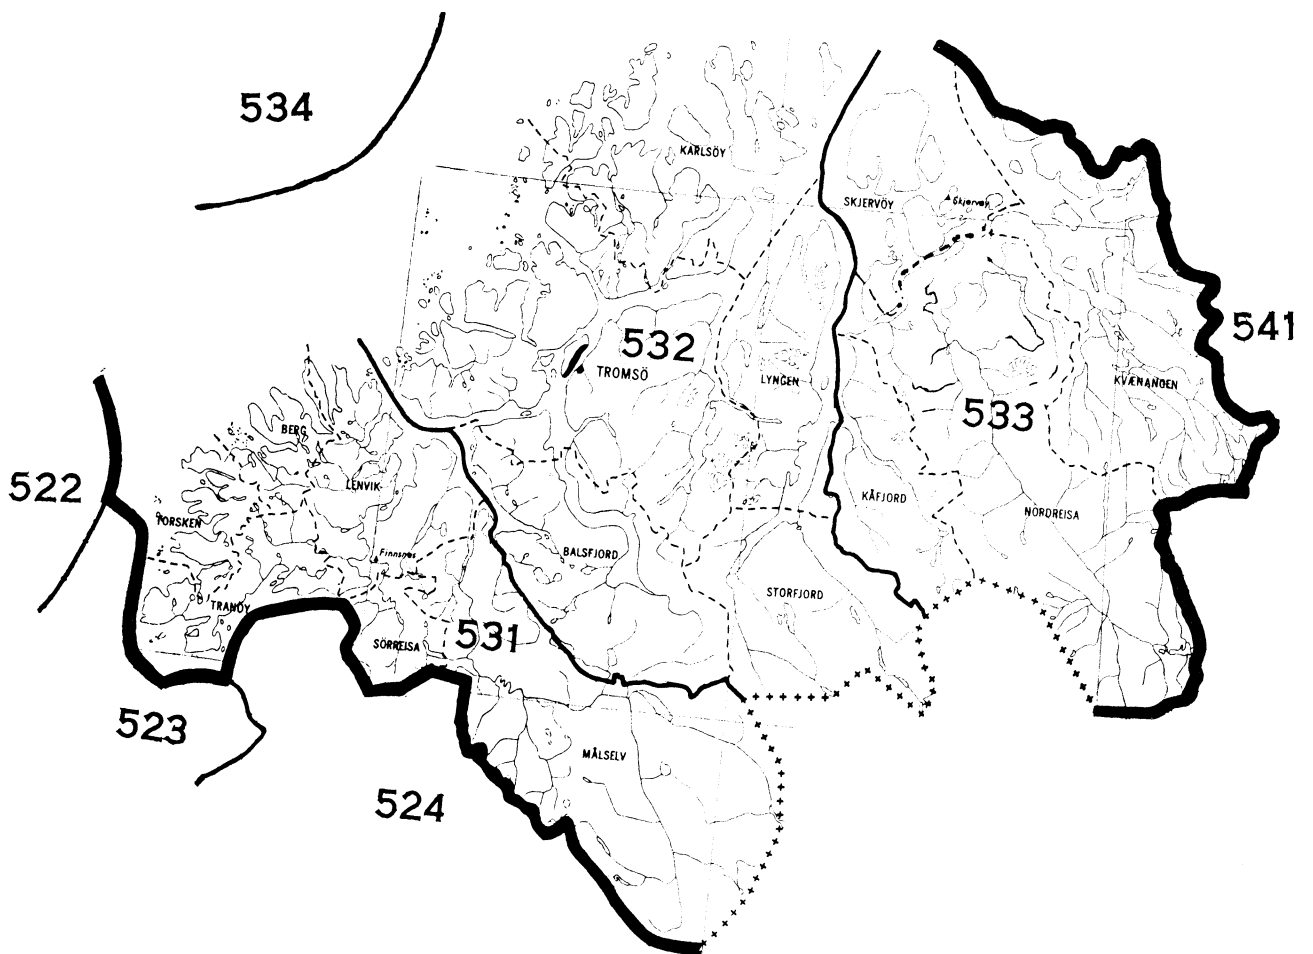 534
KARLSÖY
SKJERVÖY
Skjervøy
541
532
TROMSÖ
LYNGEN
KVÆNANGEN
533
BERG
522
LENVIK
KÅFJORD
NORDREISA
TORSKEN
BALSFJORD
Finnsnes
STORFJORD
TRANÖY
531
SÖRREISA
523
MÅLSELV
524